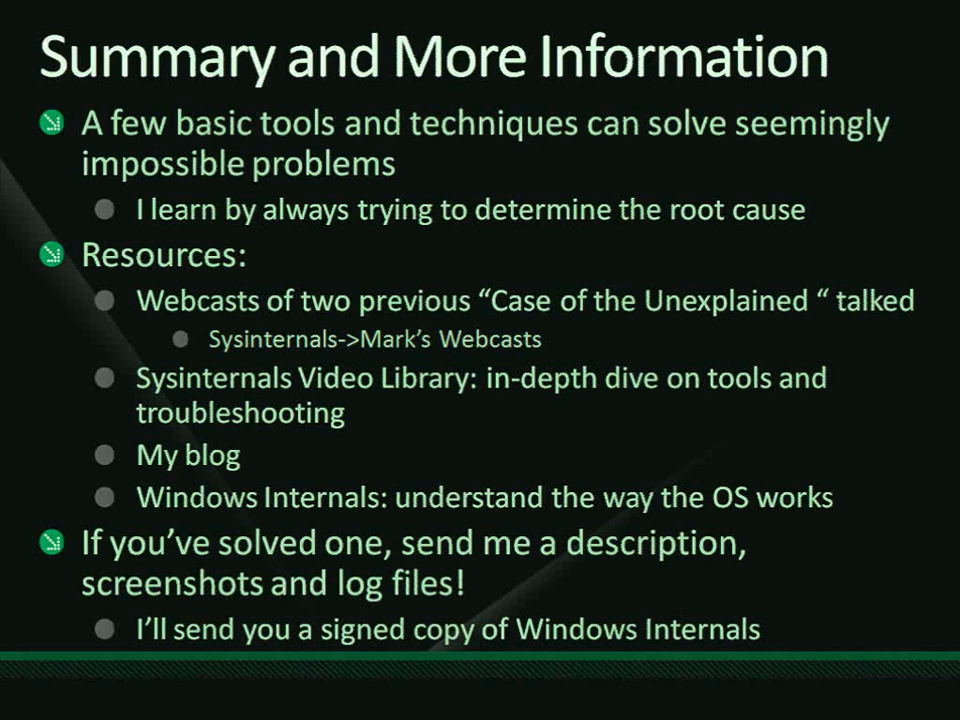 Summary and More Information
A few basic tools and techniques can solve seemingly
impossible problems
I learn by always trying to determine the root cause
Resources:
Webcasts of two previous “Case of the Unexplained “ talked
Sysinternals->Mark’s Webcasts
Sysinternals Video Library: in-depth dive on tools and
troubleshooting
My blog
Windows Internals: understand the way the OS works
If you’ve solved one, send me a description,
screenshots and log files!
I’ll send you a signed copy of Windows Internals